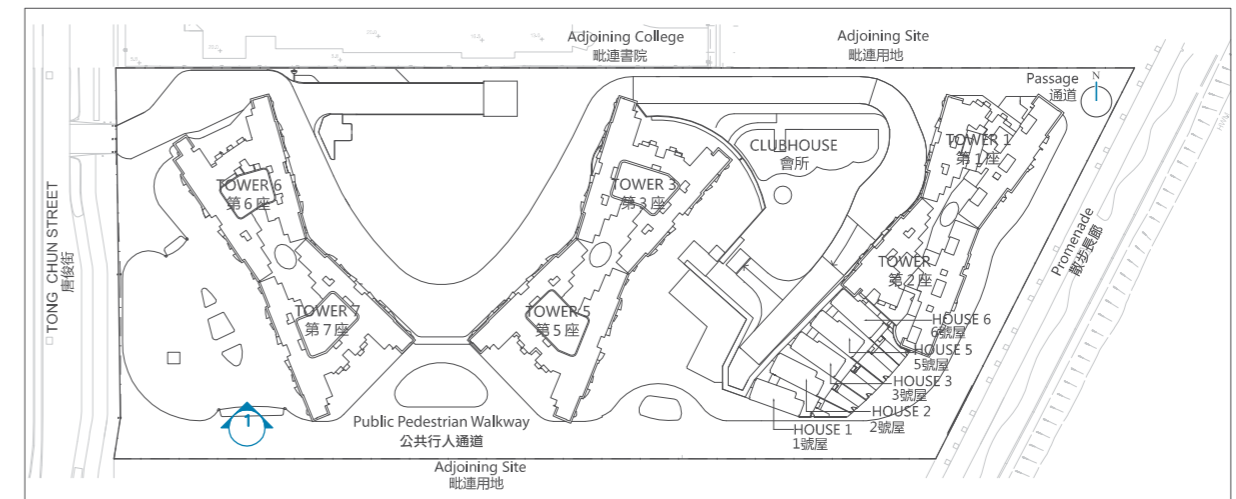 Adjoining College
毗連書院
Adjoining Site
毗連用地
Passage
通道
N
CLUBHOUSE
會所
TOWER 1
第1座
TOWER 6
第6座
TOWER 3
第3座
TONG CHUN STREET
唐俊街
Promenade
散步長廊
TOWER
第2座
TOWER 7
第7座
TOWER 5
第5座
HOUSE 6
6號屋
HOUSE 5
5號屋
HOUSE 3
3號屋
HOUSE 2
2號屋
HOUSE 1
1號屋
1
Public Pedestrian Walkway
公共行人通道
Adjoining Site
毗連用地